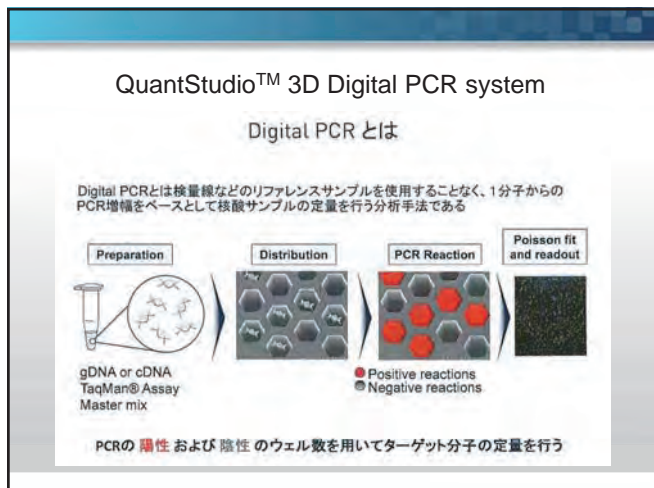 QuantStudio™ 3D Digital PCR system
Digital PCR とは
Digital PCRとは検量線などのリファレンスサンプルを使用することなく、1分子からの
PCR増幅をベースとして核酸サンプルの定量を行う分析手法である
Preparation
Distribution
PCR Reaction
Poisson fit
and readout
gDNA or cDNA
TaqMan® Assay
Master mix
Positive reactions
Negative reactions
PCRの 陽性 および 陰性 のウェル数を用いてターゲット分子の定量を行う